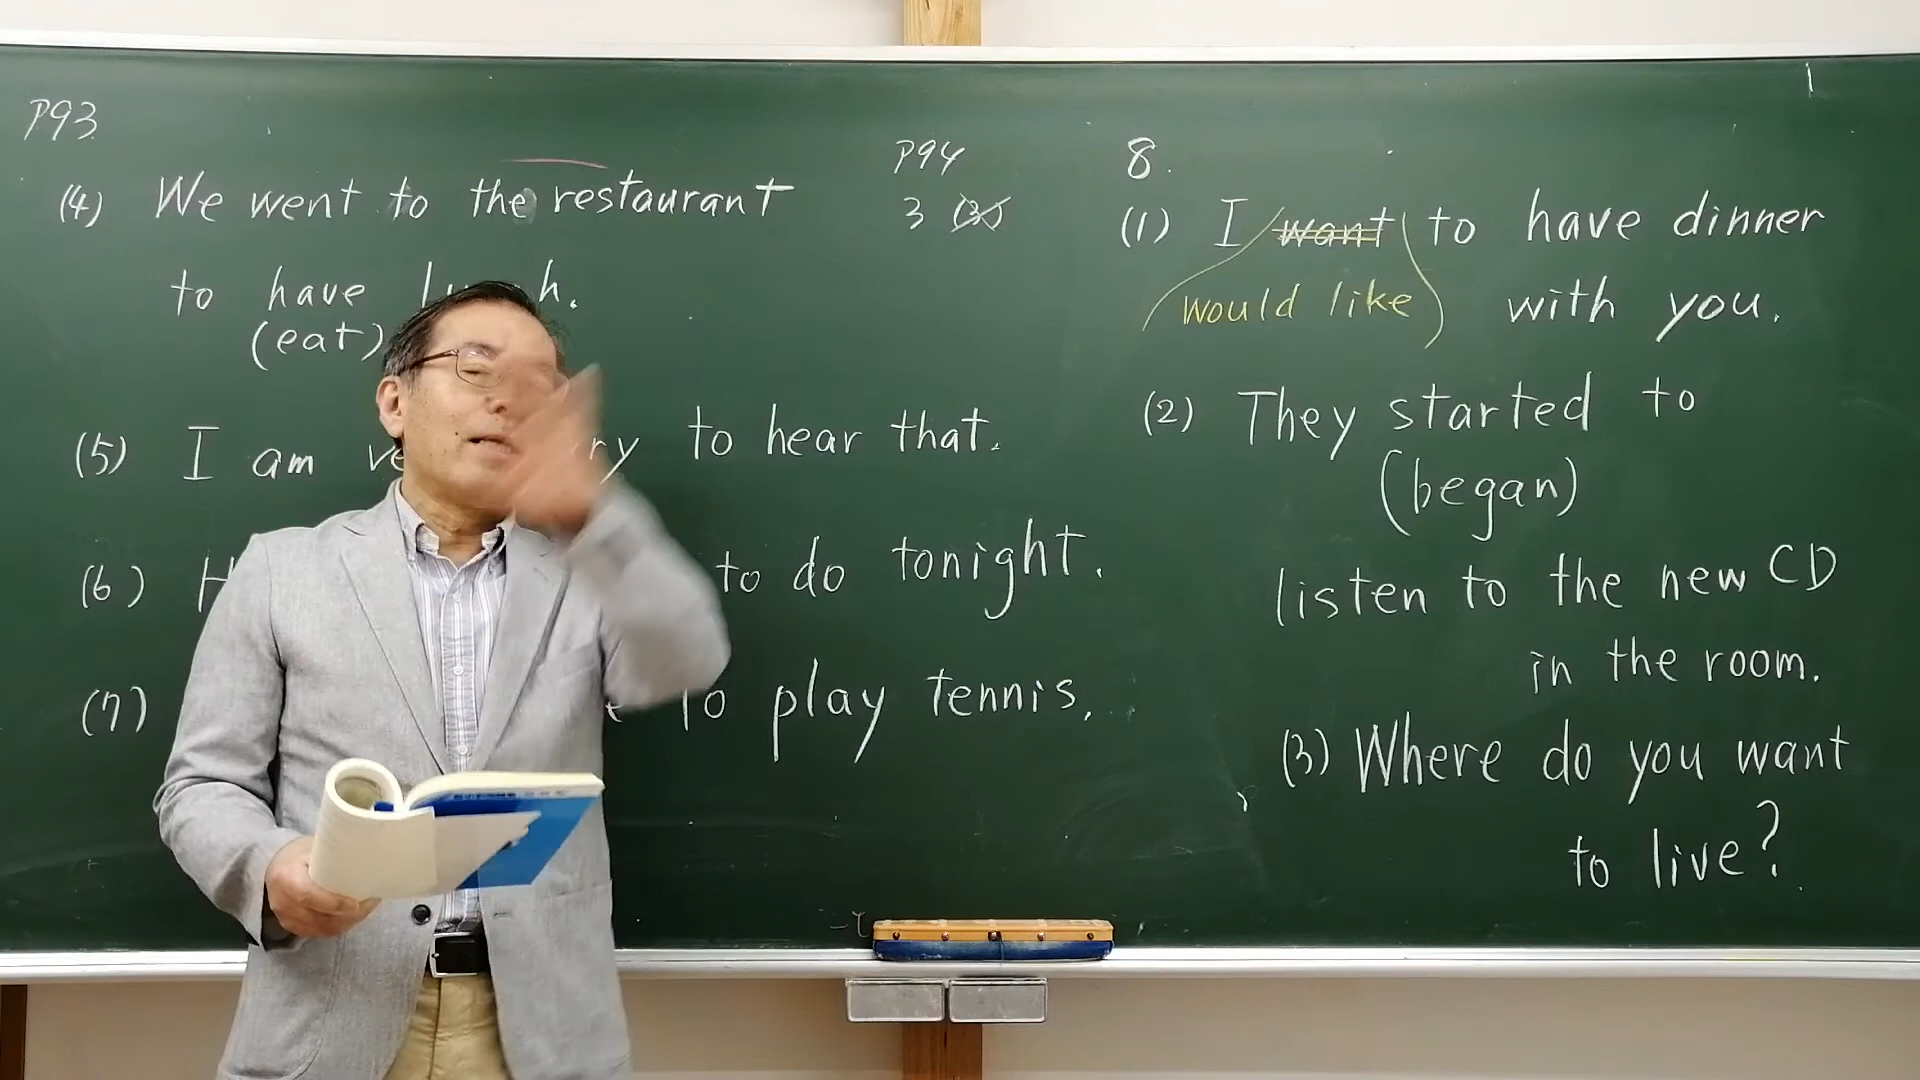 P93
(4) We went to the restaurant
to have h.
(eat)
(5) I am to hear that.
(6) to do tonight.
(7) to play tennis.
P94
3 (3)
8.
(1) I want to have dinner
would like with you.
(2) They started to
(began)
listen to the new CD
in the room.
(3) Where do you want
to live?